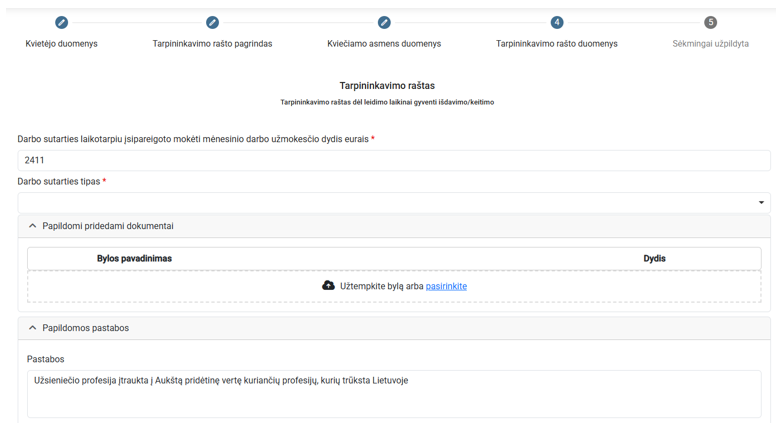 4
5
Kvietėjo duomenys
Tarpininkavimo rašto pagrindas
Kviečiamo asmens duomenys
Tarpininkavimo rašto duomenys
Sėkmingai užpildyta
Tarpininkavimo raštas
Tarpininkavimo raštas dėl leidimo laikinai gyventi išdavimo/keitimo
Darbo sutarties laikotarpiu įsipareigoto mokėti mėnesinio darbo užmokesčio dydis eurais *
2411
Darbo sutarties tipas *
Papildomi pridedami dokumentai
Bylos pavadinimas
Dydis
Užtempkite bylą arba pasirinkite
Papildomos pastabos
Pastabos
Užsieniečio profesija įtraukta į Aukštą pridėtinę vertę kuriančių profesijų, kurių trūksta Lietuvoje